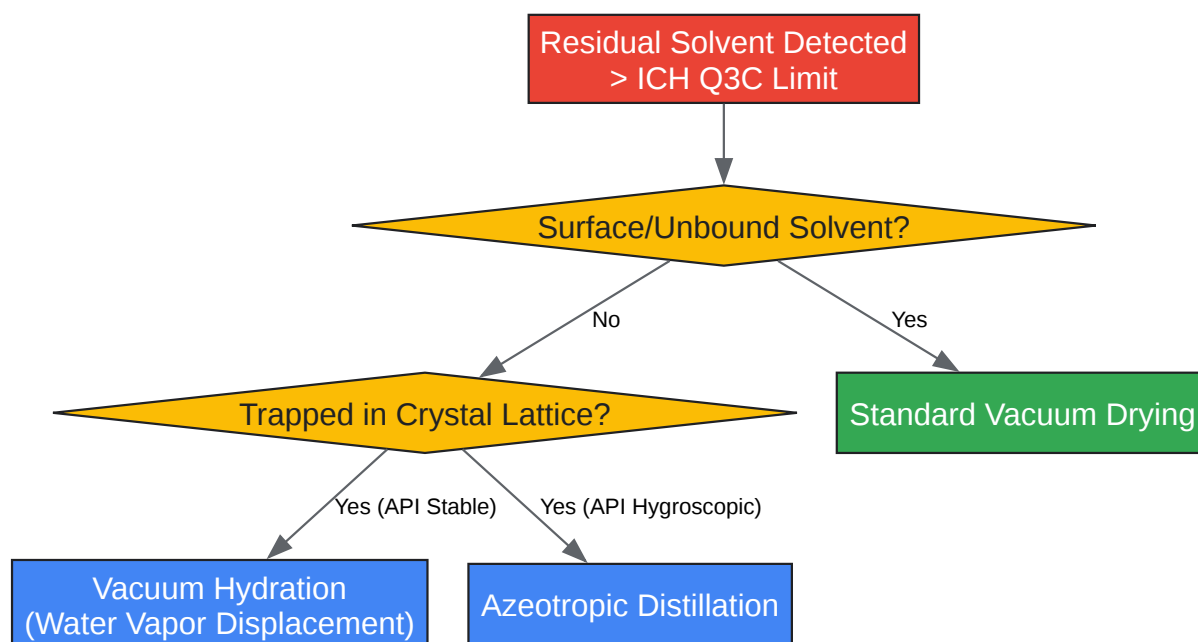 Residual Solvent Detected
> ICH Q3C Limit
Surface/Unbound Solvent?
No
Yes
Trapped in Crystal Lattice?
Standard Vacuum Drying
Yes (API Stable)
Yes (API Hygroscopic)
Vacuum Hydration
(Water Vapor Displacement)
Azeotropic Distillation